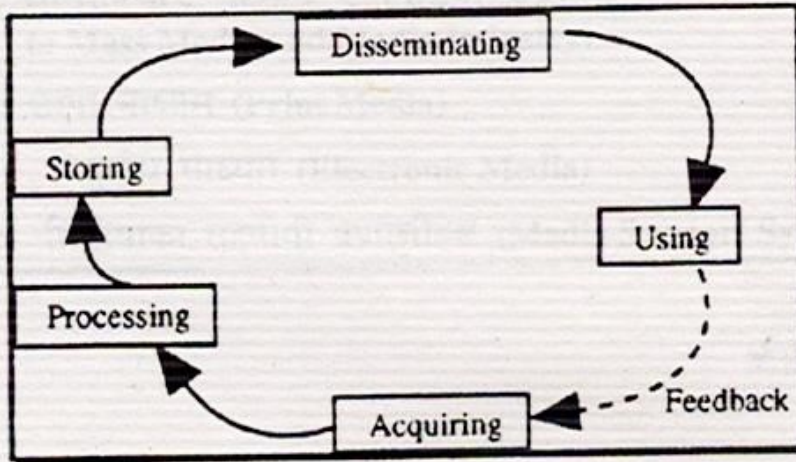 Disseminating
Storing
Using
Processing
Feedback
Acquiring